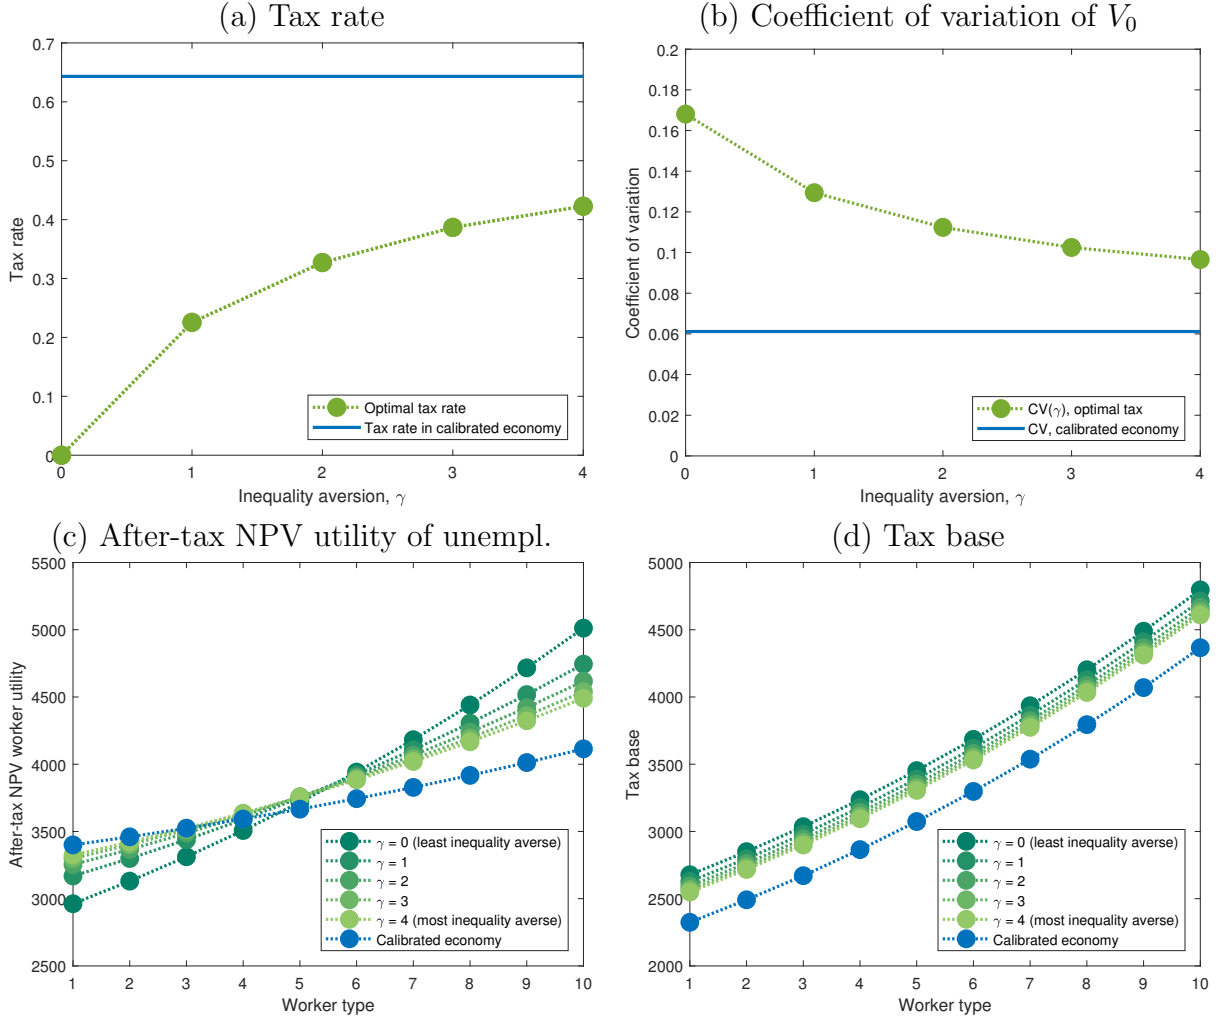 (a) Tax rate
0.7
0.6
0.5
0.4
0.3
0.2
0.1
0
Tax rate
Optimal tax rate
Tax rate in calibrated economy
0 1 2 3 4
Inequality aversion, γ
(b) Coefficient of variation of V₀
0.2
0.18
0.16
0.14
0.12
0.1
0.08
0.06
0.04
0.02
0
Coefficient of variation
CV(γ), optimal tax
CV, calibrated economy
0 1 2 3 4
Inequality aversion, γ
(c) After-tax NPV utility of unempl.
5500
5000
4500
4000
3500
3000
2500
After-tax NPV worker utility
γ = 0 (least inequality averse)
γ = 1
γ = 2
γ = 3
γ = 4 (most inequality averse)
Calibrated economy
1 2 3 4 5 6 7 8 9 10
Worker type
(d) Tax base
5000
4500
4000
3500
3000
2500
2000
Tax base
γ = 0 (least inequality averse)
γ = 1
γ = 2
γ = 3
γ = 4 (most inequality averse)
Calibrated economy
1 2 3 4 5 6 7 8 9 10
Worker type